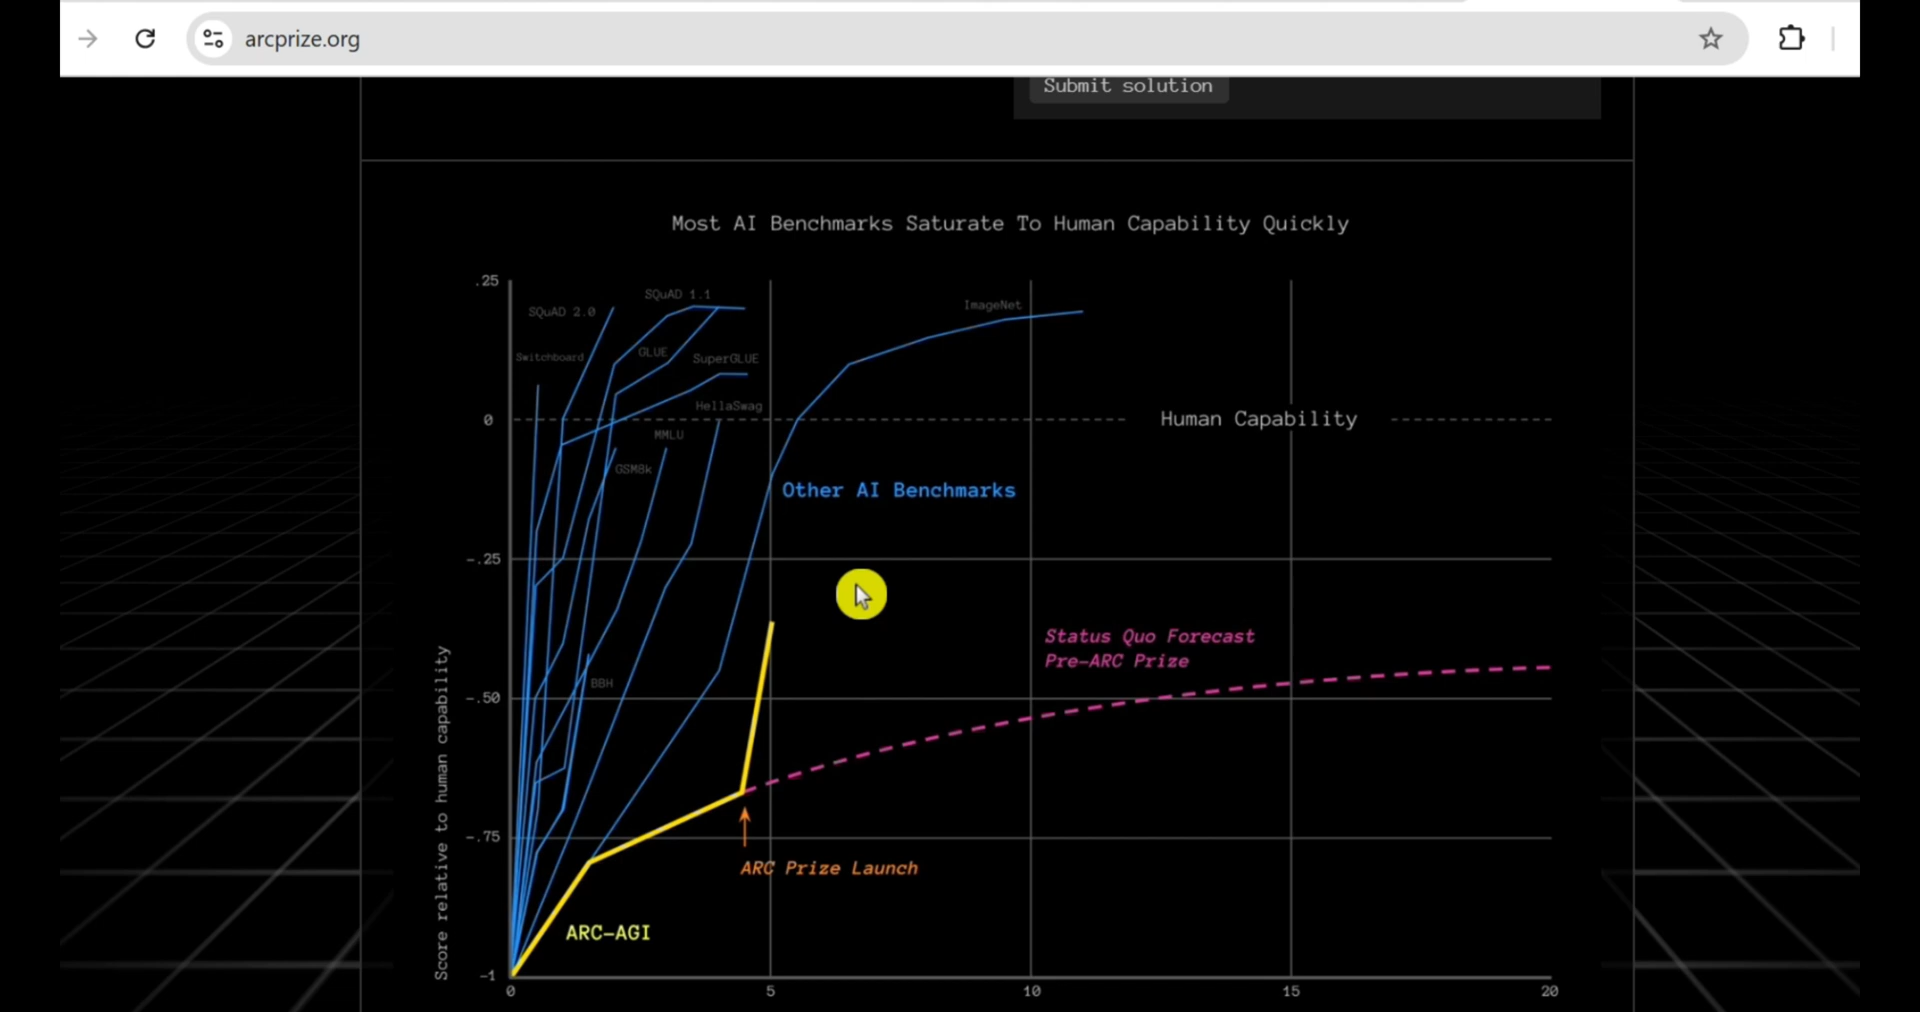 arcprize.org
Submit solution
Most AI Benchmarks Saturate To Human Capability Quickly
.25
SQuAD 1.1
SQuAD 2.0
ImageNet
Switchboard
GLUE
SuperGLUE
HellaSwag
0
Human Capability
MMLU
GSM8k
Other AI Benchmarks
-.25
Status Quo Forecast
Pre-ARC Prize
BBH
-.50
Score relative to human capability
-.75
ARC Prize Launch
ARC-AGI
-1
0
5
10
15
20